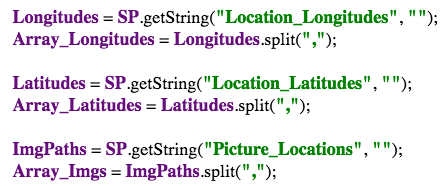 Longitudes = SP.getString("Location_Longitudes", "");
Array_Longitudes = Longitudes.split(",");
Latitudes = SP.getString("Location_Latitudes", "");
Array_Latitudes = Latitudes.split(",");
ImgPaths = SP.getString("Picture_Locations", "");
Array_Imgs = ImgPaths.split(",");